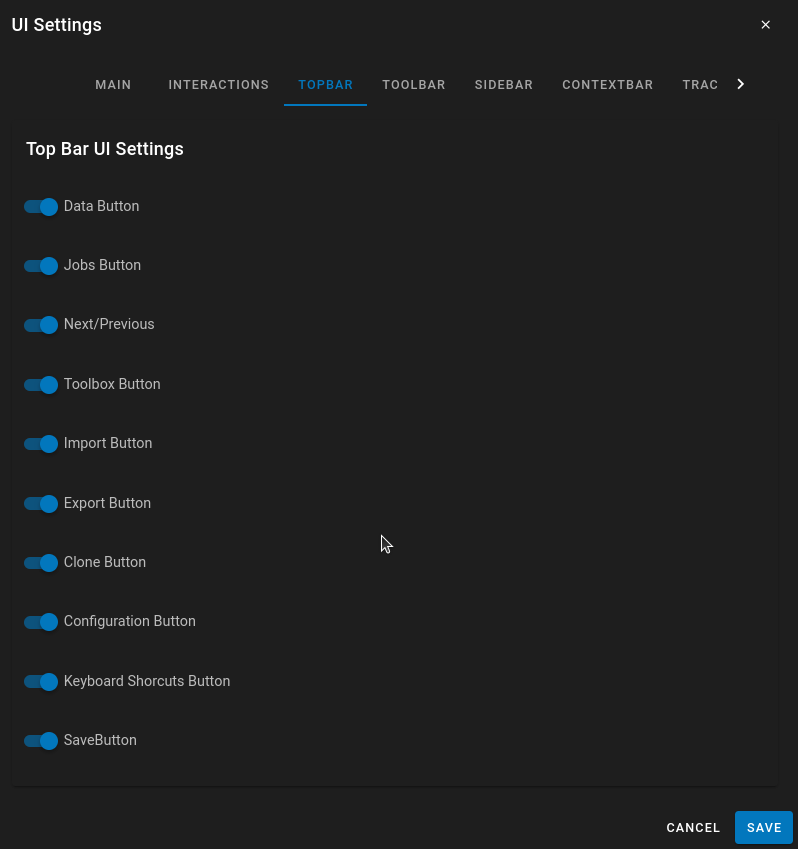 UI Settings
MAIN INTERACTIONS TOPBAR TOOLBAR SIDEBAR CONTEXTBAR TRAC
Top Bar UI Settings
Data Button
Jobs Button
Next/Previous
Toolbox Button
Import Button
Export Button
Clone Button
Configuration Button
Keyboard Shorcuts Button
SaveButton
CANCEL SAVE